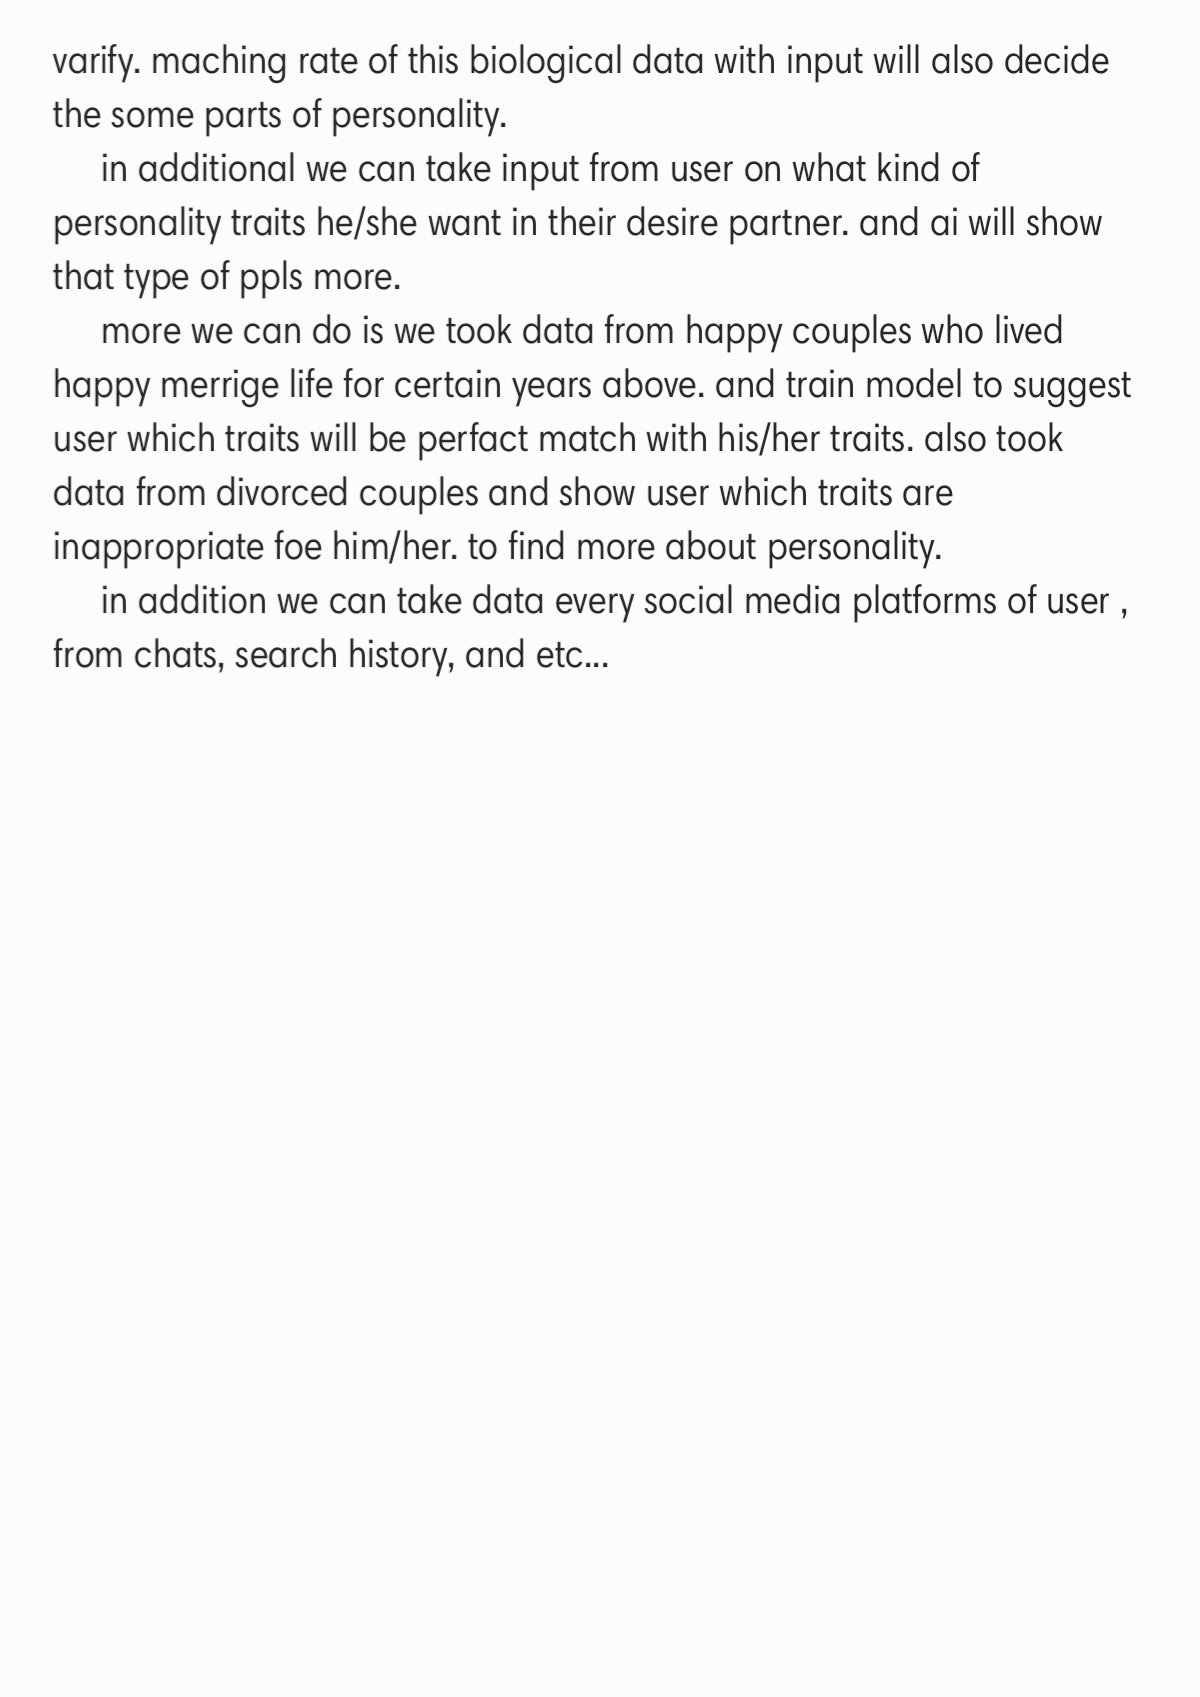 varify. maching rate of this biological data with input will also decide
the some parts of personality.
in additional we can take input from user on what kind of
personality traits he/she want in their desire partner. and ai will show
that type of ppls more.
more we can do is we took data from happy couples who lived
happy merrige life for certain years above. and train model to suggest
user which traits will be perfact match with his/her traits. also took
data from divorced couples and show user which traits are
inappropriate foe him/her. to find more about personality.
in addition we can take data every social media platforms of user ,
from chats, search history, and etc...